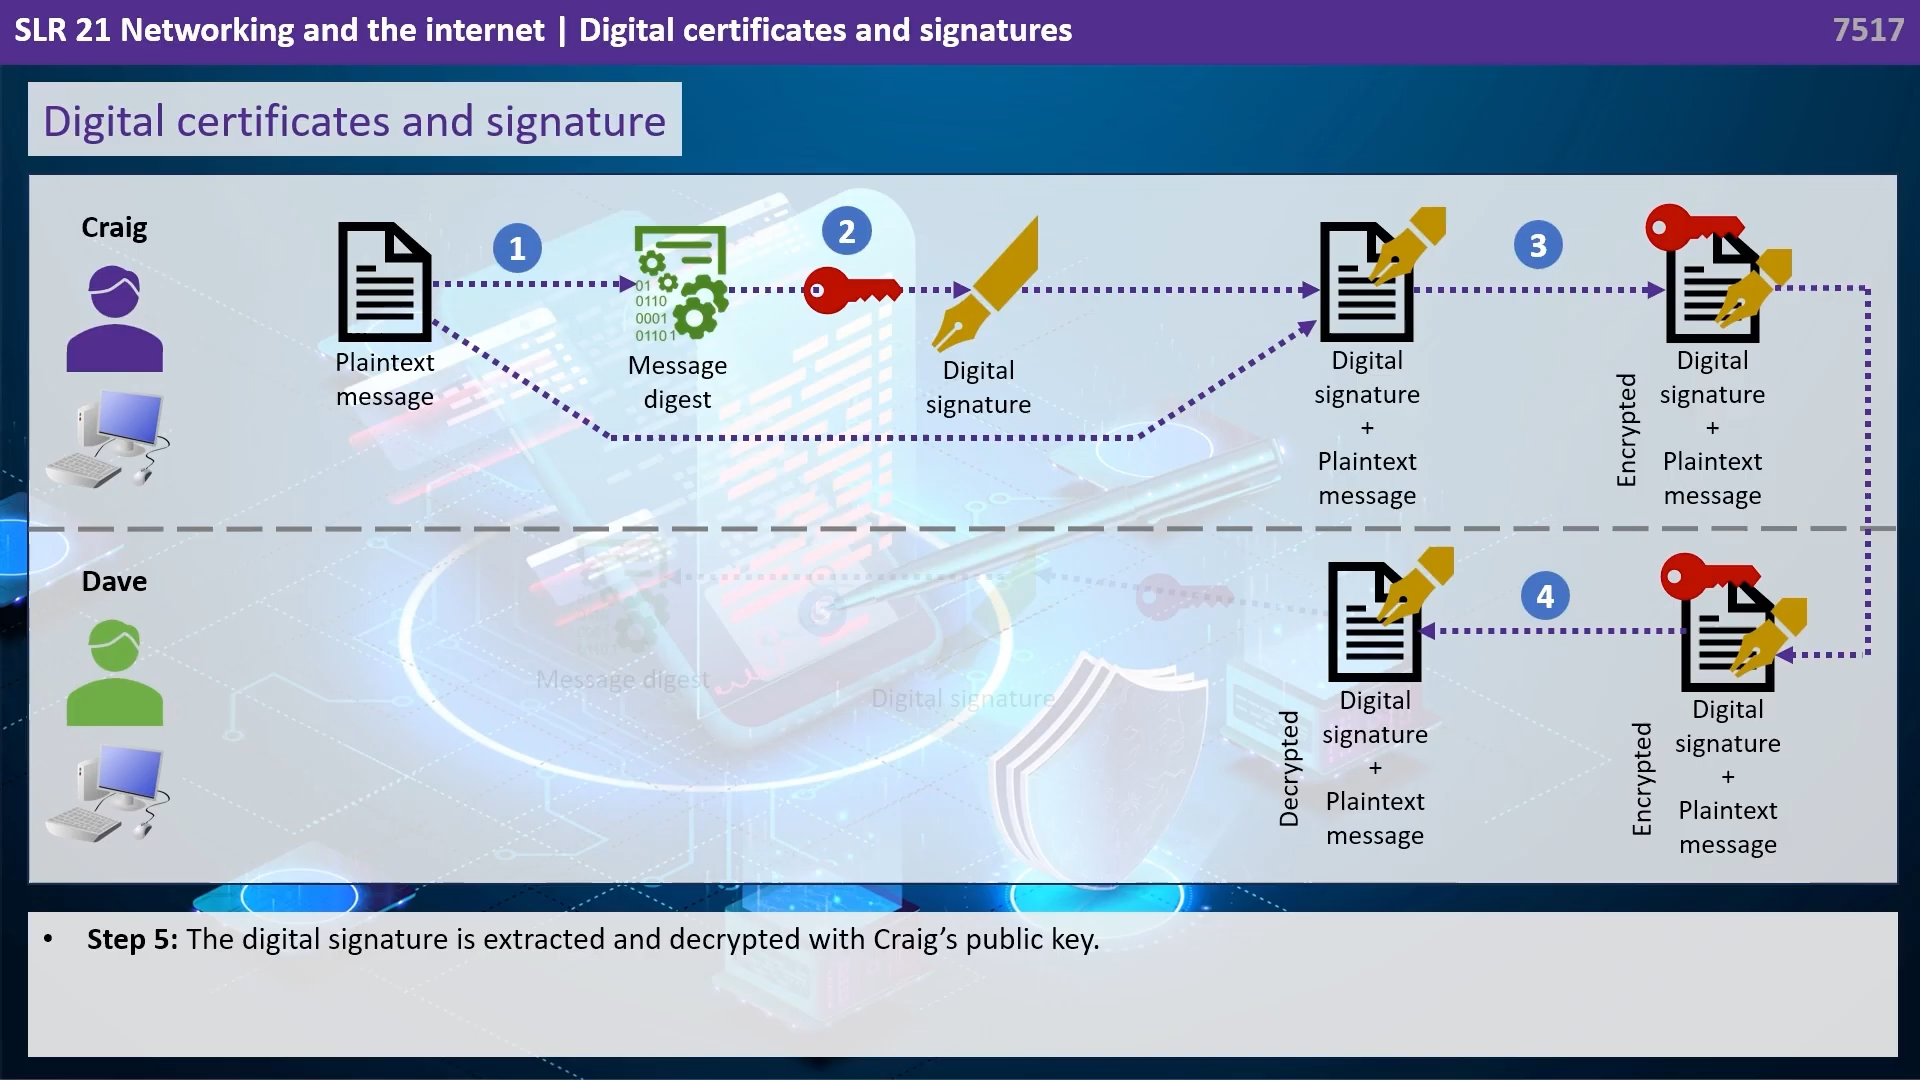 SLR 21 Networking and the internet | Digital certificates and signatures
7517
Digital certificates and signature
Craig
1
2
3
Plaintext
message
01
0110
0001
01101
Message
digest
Digital
signature
Digital
signature
+
Plaintext
message
Encrypted
Digital
signature
+
Plaintext
message
Dave
5
4
Message digest
Digital signature
Decrypted
Digital
signature
+
Plaintext
message
Encrypted
Digital
signature
+
Plaintext
message
• Step 5: The digital signature is extracted and decrypted with Craig’s public key.